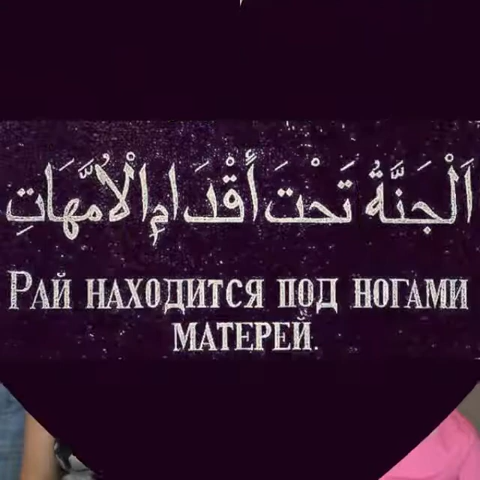 اَلْجَنَّةُ تَحْتَ أَقْدَامِ الْاُمَّهَاتِ
РАЙ НАХОДИТСЯ ПОД НОГАМИ
МАТЕРЕЙ.